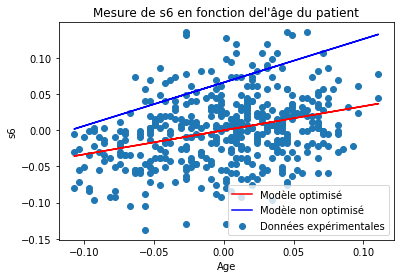 Mesure de s6 en fonction del'âge du patient
0.10
0.05
0.00
−0.05
−0.10
−0.15
s6
−0.10
−0.05
0.00
0.05
0.10
Age
Modèle optimisé
Modèle non optimisé
Données expérimentales